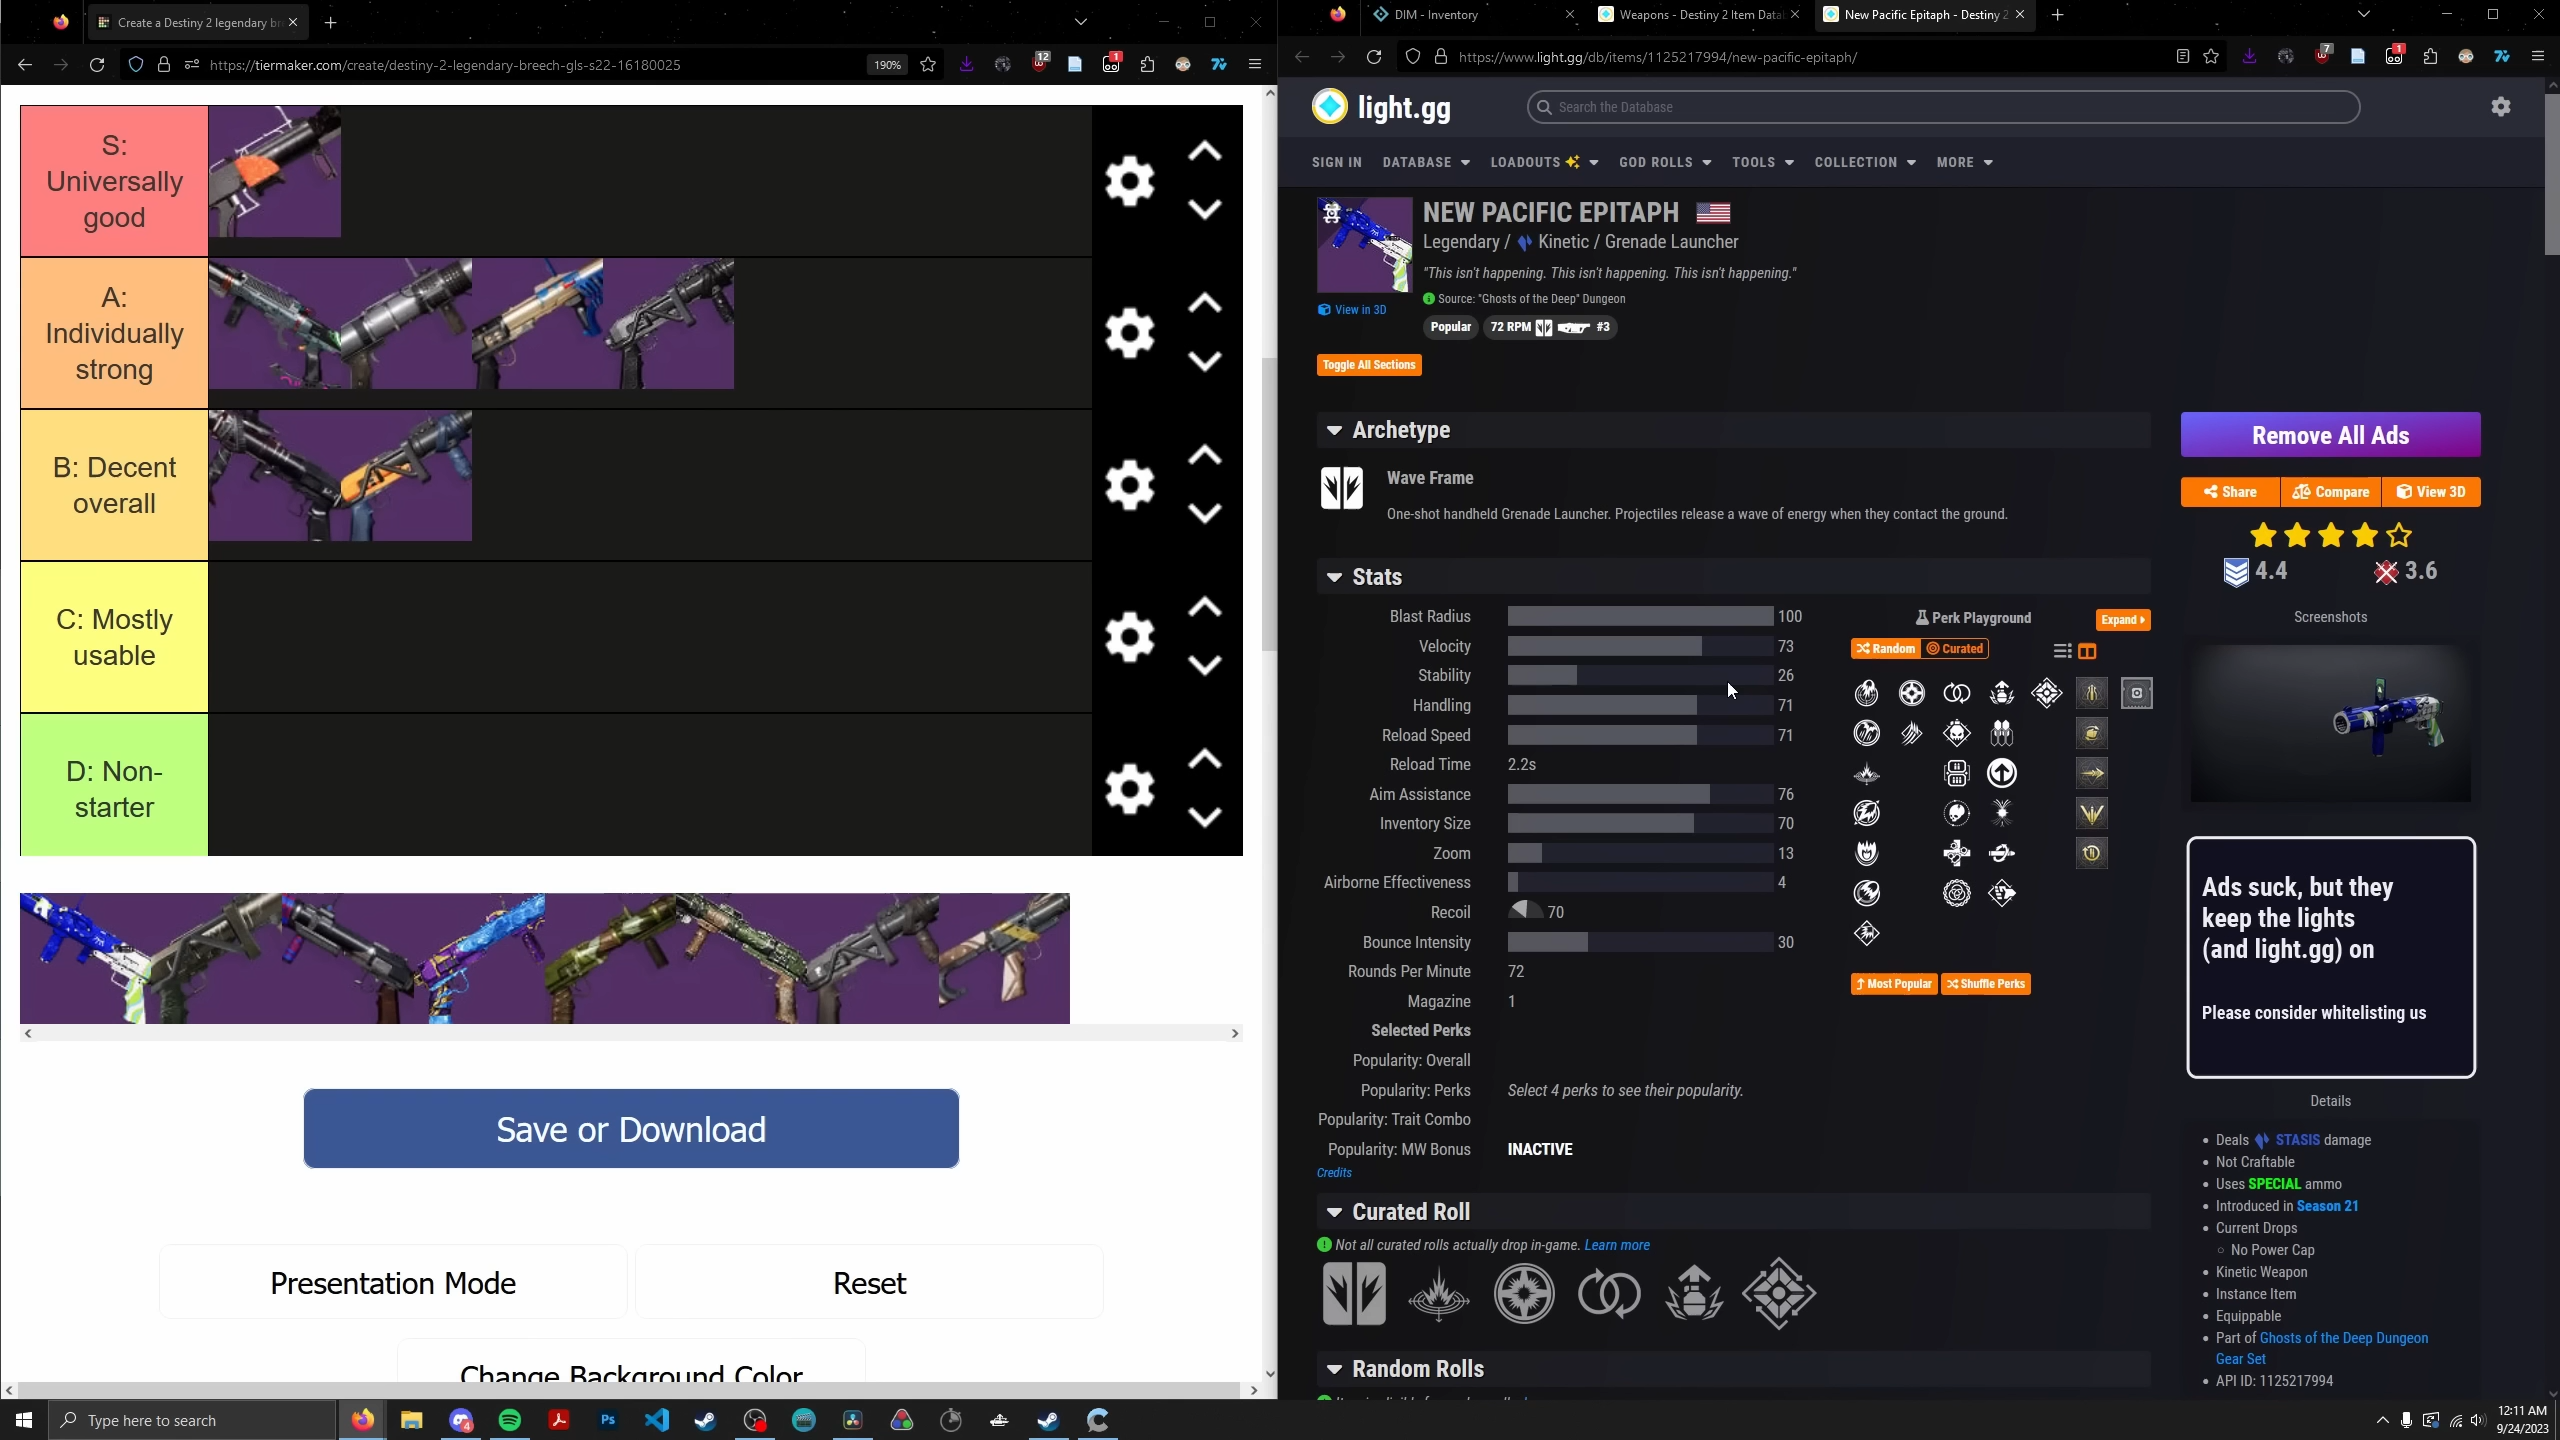 Create a Destiny 2 legendary br
DIM - Inventory
Weapons - Destiny 2 Item Data
New Pacific Epitaph - Destiny 2
https://tiermaker.com/create/destiny-2-legendary-breech-gls-s22-16180025
190%
12
1
https://www.light.gg/db/items/1125217994/new-pacific-epitaph/
7
1
light.gg
Search the Database
SIGN IN
DATABASE
LOADOUTS
GOD ROLLS
TOOLS
COLLECTION
MORE
S:
Universally
good
A:
Individually
strong
B: Decent
overall
C: Mostly
usable
D: Non-
starter
Save or Download
Presentation Mode
Reset
Change Background Color
NEW PACIFIC EPITAPH
Legendary / Kinetic / Grenade Launcher
"This isn't happening. This isn't happening. This isn't happening."
Source: "Ghosts of the Deep" Dungeon
View in 3D
Popular
72 RPM #3
Toggle All Sections
Archetype
Wave Frame
One-shot handheld Grenade Launcher. Projectiles release a wave of energy when they contact the ground.
Stats
Blast Radius 100
Velocity 73
Stability 26
Handling 71
Reload Speed 71
Reload Time 2.2s
Aim Assistance 76
Inventory Size 70
Zoom 13
Airborne Effectiveness 4
Recoil 70
Bounce Intensity 30
Rounds Per Minute 72
Magazine 1
Selected Perks
Popularity: Overall
Popularity: Perks Select 4 perks to see their popularity.
Popularity: Trait Combo
Popularity: MW Bonus INACTIVE
Credits
Perk Playground
Expand
Random
Curated
Most Popular
Shuffle Perks
Curated Roll
Not all curated rolls actually drop in-game. Learn more
Random Rolls
Remove All Ads
Share
Compare
View 3D
4.4
3.6
Screenshots
Ads suck, but they
keep the lights
(and light.gg) on
Please consider whitelisting us
Details
Deals STASIS damage
Not Craftable
Uses SPECIAL ammo
Introduced in Season 21
Current Drops
No Power Cap
Kinetic Weapon
Instance Item
Equippable
Part of Ghosts of the Deep Dungeon
Gear Set
API ID: 1125217994
Type here to search
4
12:11 AM
9/24/2023